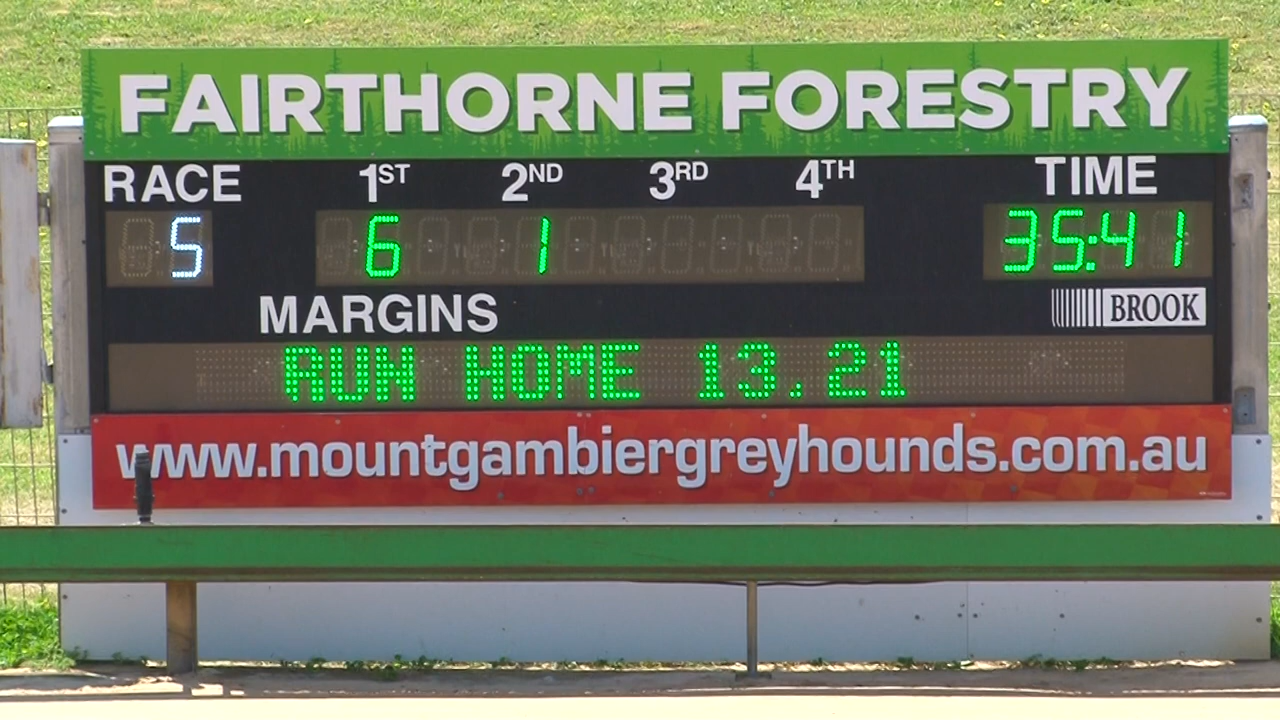 FAIRTHORNE FORESTRY
RACE 1ST 2ND 3RD 4TH TIME
5 6 1 35:41
MARGINS BROOK
RUN HOME 13.21
www.mountgambiergreyhounds.com.au